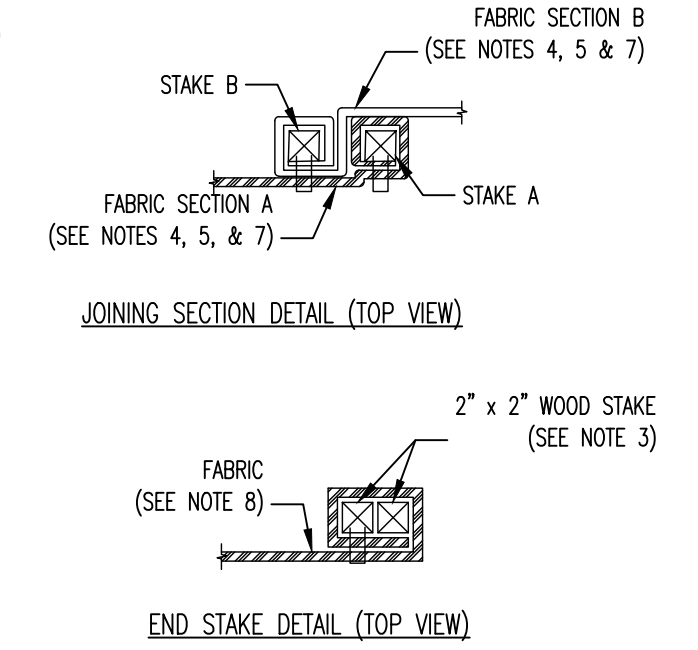 FABRIC SECTION B
(SEE NOTES 4, 5 & 7)
STAKE B
STAKE A
FABRIC SECTION A
(SEE NOTES 4, 5, & 7)
JOINING SECTION DETAIL (TOP VIEW)
2" x 2" WOOD STAKE
(SEE NOTE 3)
FABRIC
(SEE NOTE 8)
END STAKE DETAIL (TOP VIEW)